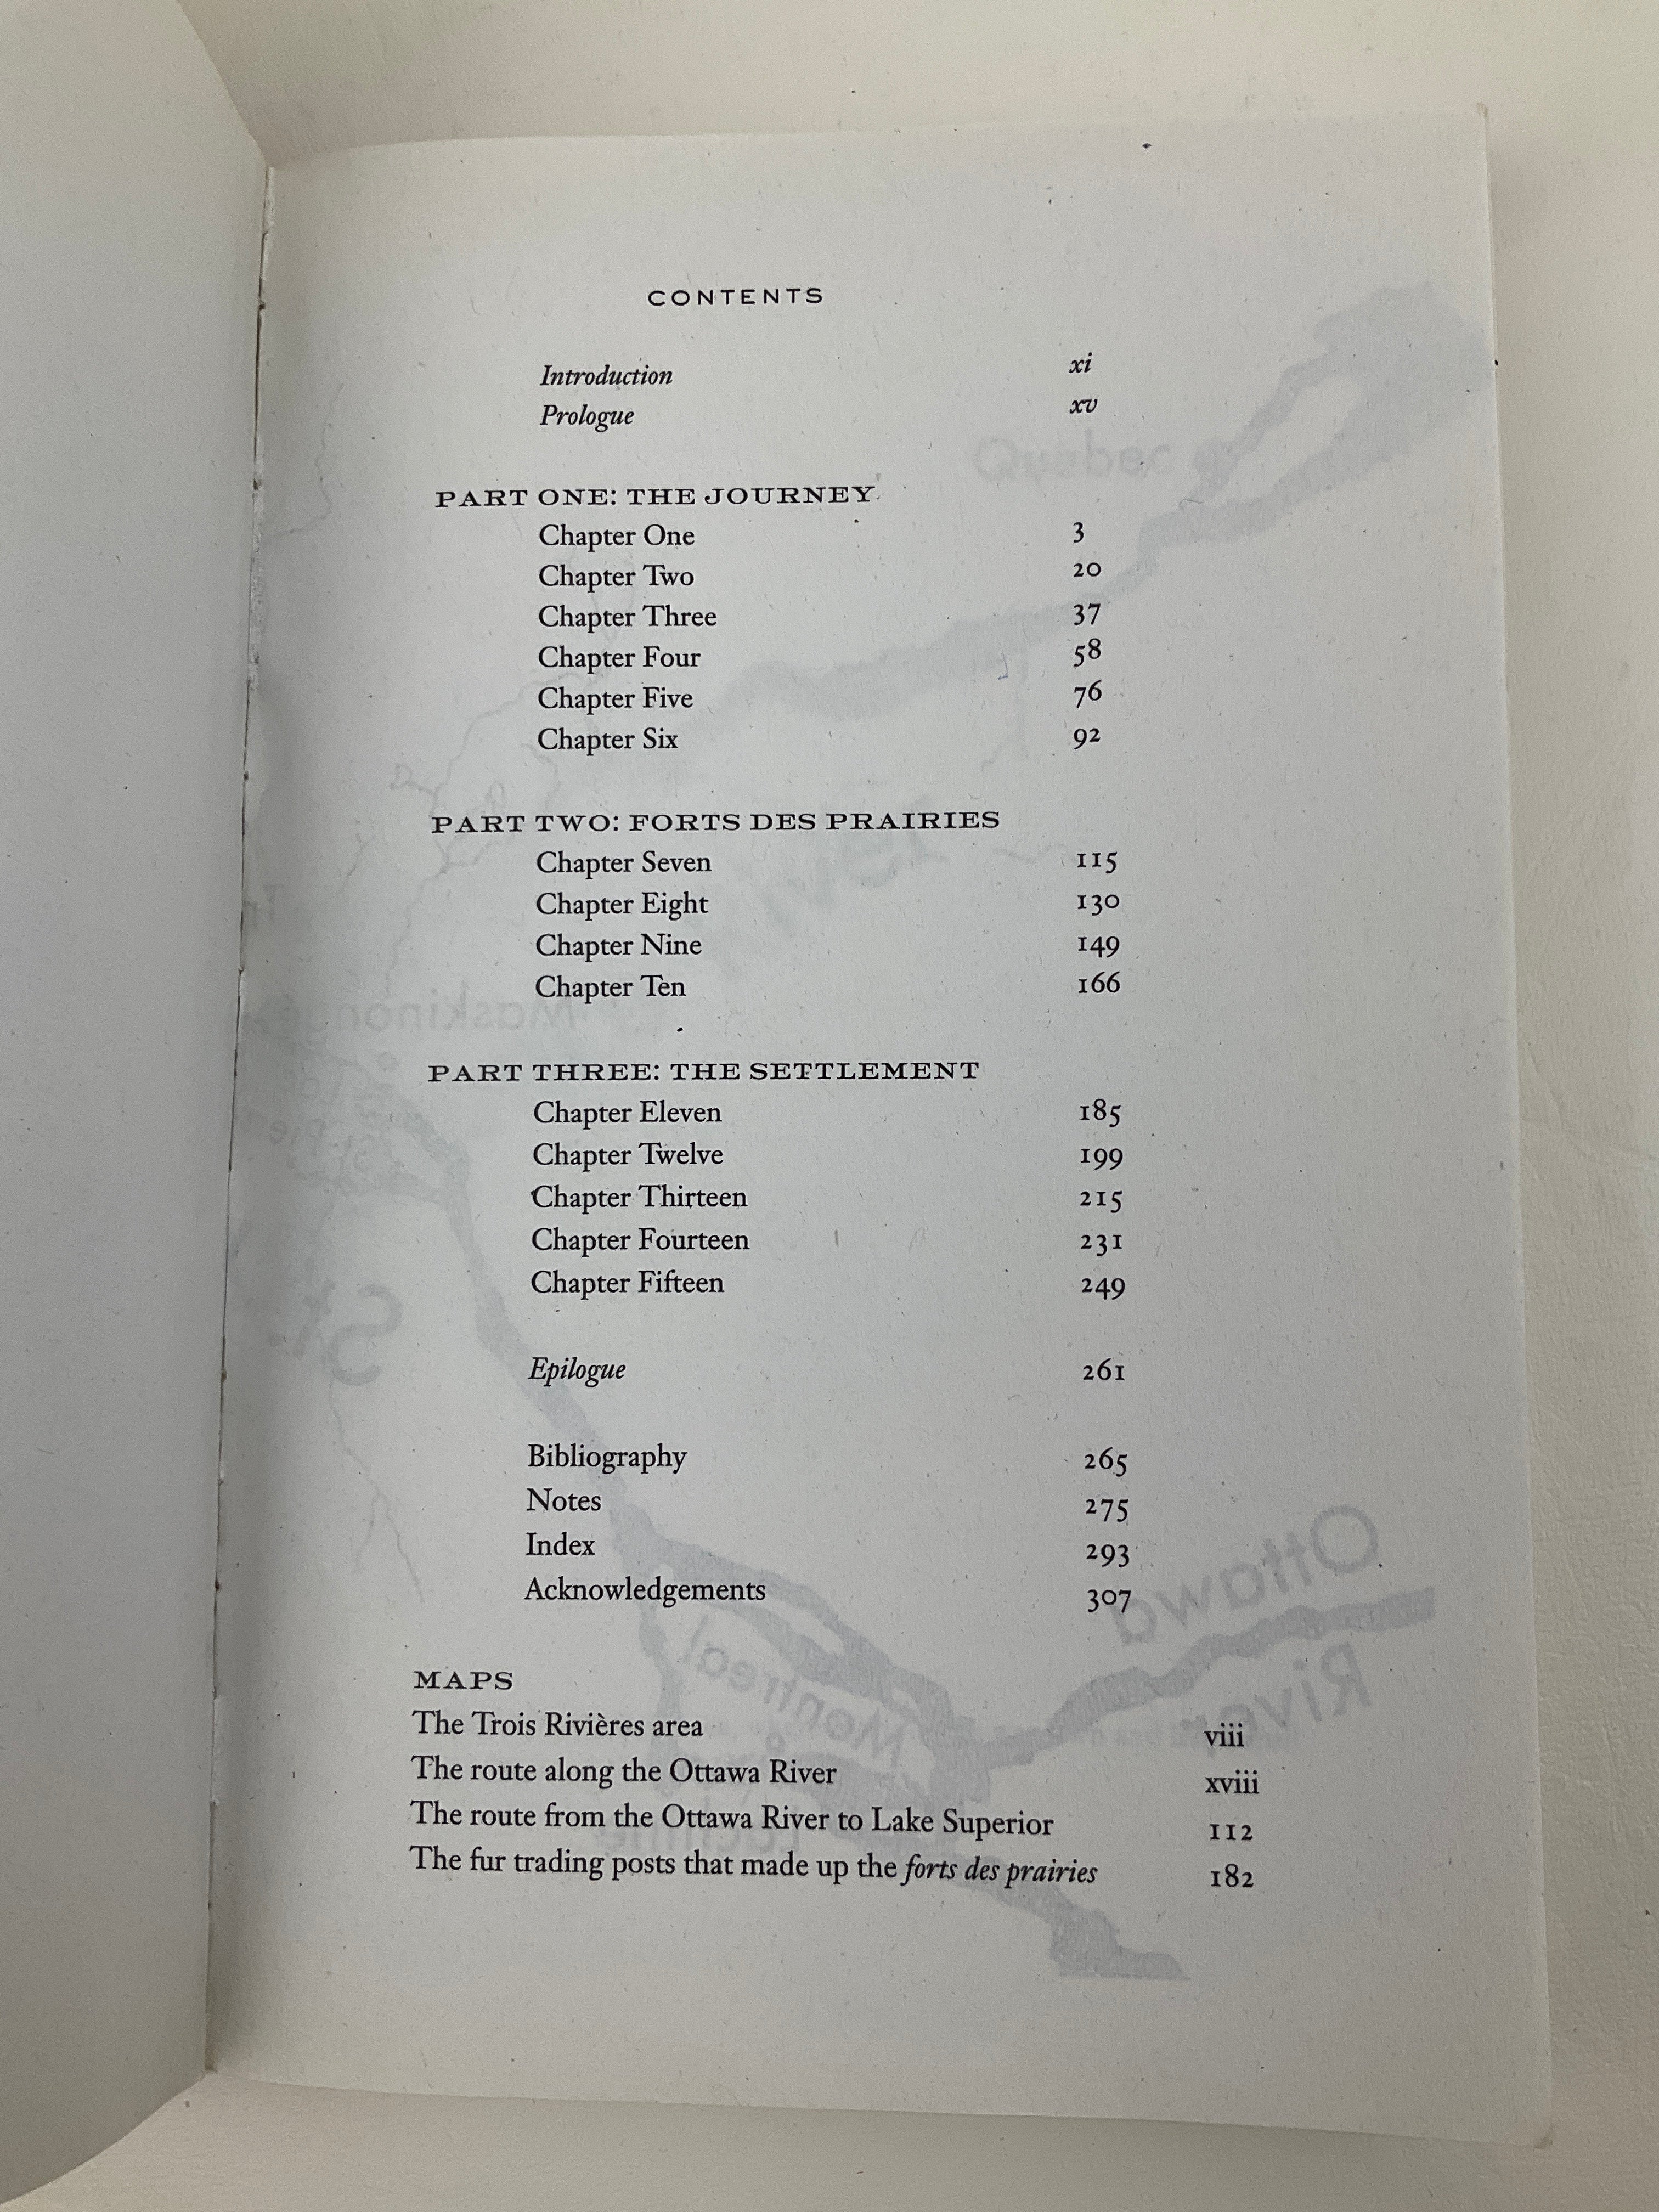 CONTENTS
Introduction xi
Prologue xv
PART ONE: THE JOURNEY
Chapter One 3
Chapter Two 20
Chapter Three 37
Chapter Four 58
Chapter Five 76
Chapter Six 92
PART TWO: FORTS DES PRAIRIES
Chapter Seven 115
Chapter Eight 130
Chapter Nine 149
Chapter Ten 166
PART THREE: THE SETTLEMENT
Chapter Eleven 185
Chapter Twelve 199
Chapter Thirteen 215
Chapter Fourteen 231
Chapter Fifteen 249
Epilogue 261
Bibliography 265
Notes 275
Index 293
Acknowledgements 307
MAPS
The Trois Rivières area viii
The route along the Ottawa River xviii
The route from the Ottawa River to Lake Superior 112
The fur trading posts that made up the forts des prairies 182
Quebec
St.
Ottawa
River
Montreal